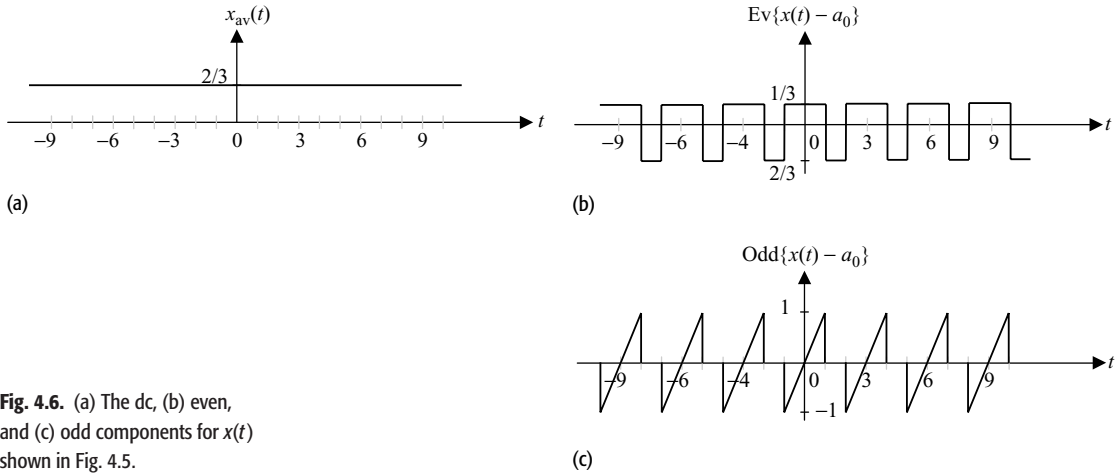 x_av(t)
2/3
−9 −6 −3 0 3 6 9 t
(a)
Ev{x(t) − a_0}
1/3
−9 −6 −4 0 3 6 9 t
2/3
(b)
Odd{x(t) − a_0}
1
−9 −6 −4 0 3 6 9 t
−1
(c)
Fig. 4.6. (a) The dc, (b) even,
and (c) odd components for x(t)
shown in Fig. 4.5.